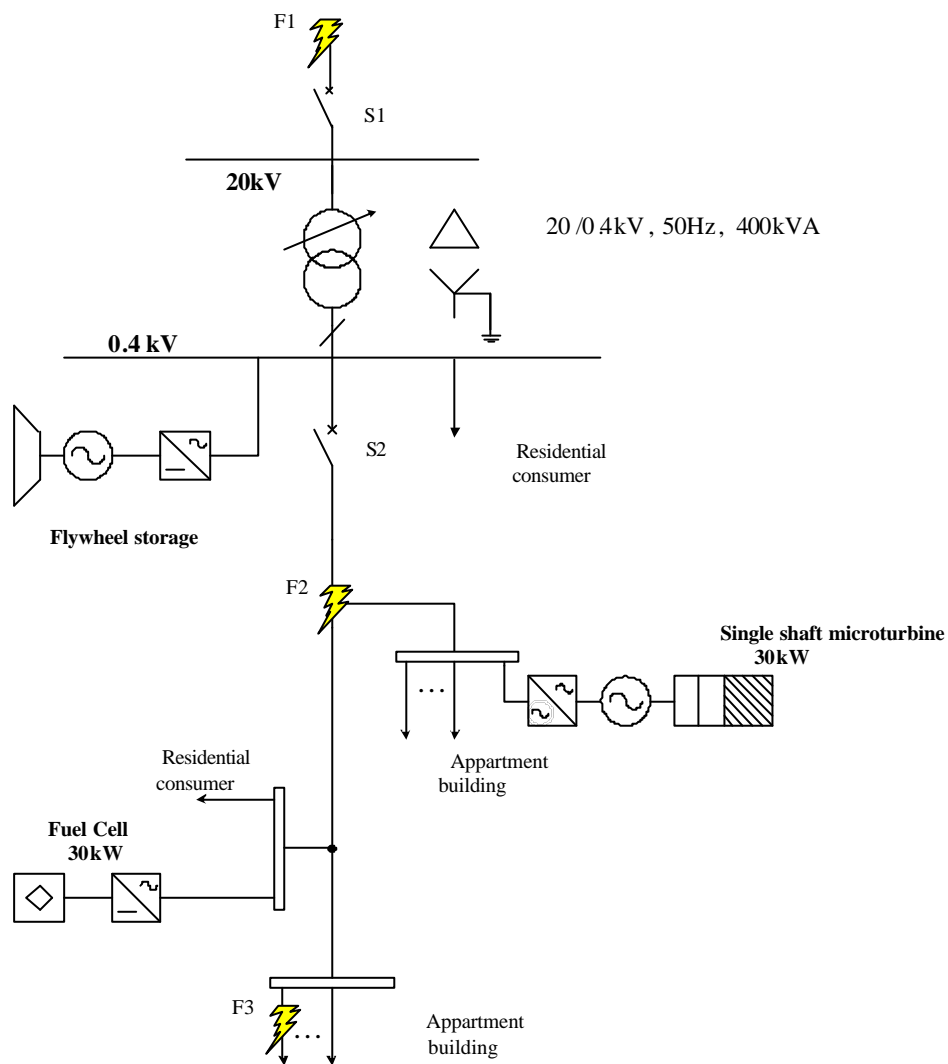 F1
S1
20kV
20/0.4kV, 50Hz, 400kVA
0.4 kV
S2
Residential
consumer
Flywheel storage
F2
Single shaft microturbine
30kW
...
Residential
consumer
Appartment
building
Fuel Cell
30kW
F3
...
Appartment
building